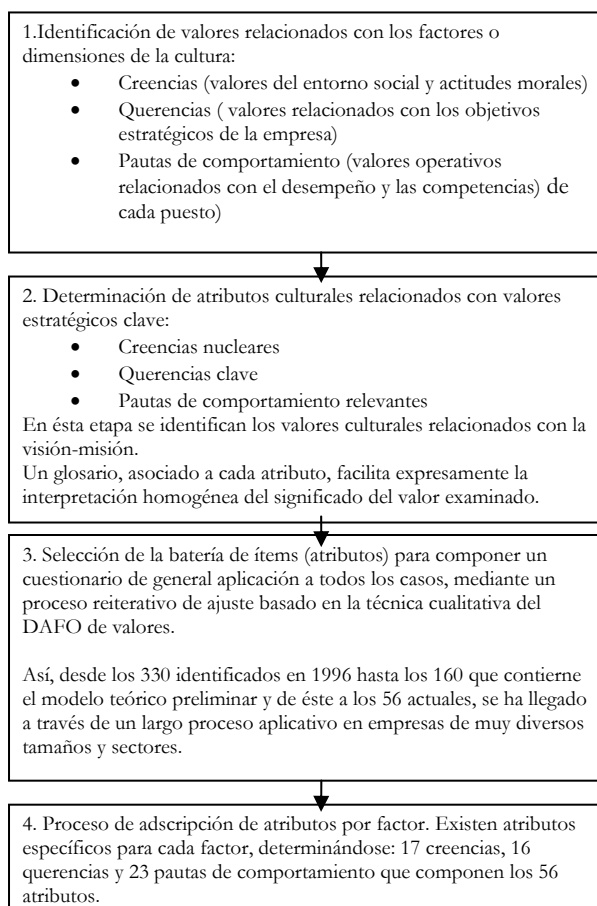 1.Identificación de valores relacionados con los factores o
dimensiones de la cultura:
• Creencias (valores del entorno social y actitudes morales)
• Querencias ( valores relacionados con los objetivos
estratégicos de la empresa)
• Pautas de comportamiento (valores operativos
relacionados con el desempeño y las competencias) de
cada puesto)
2. Determinación de atributos culturales relacionados con valores
estratégicos clave:
• Creencias nucleares
• Querencias clave
• Pautas de comportamiento relevantes
En ésta etapa se identifican los valores culturales relacionados con la
visión-misión.
Un glosario, asociado a cada atributo, facilita expresamente la
interpretación homogénea del significado del valor examinado.
3. Selección de la batería de ítems (atributos) para componer un
cuestionario de general aplicación a todos los casos, mediante un
proceso reiterativo de ajuste basado en la técnica cualitativa del
DAFO de valores.
Así, desde los 330 identificados en 1996 hasta los 160 que contierne
el modelo teórico preliminar y de éste a los 56 actuales, se ha llegado
a través de un largo proceso aplicativo en empresas de muy diversos
tamaños y sectores.
4. Proceso de adscripción de atributos por factor. Existen atributos
específicos para cada factor, determinándose: 17 creencias, 16
querencias y 23 pautas de comportamiento que componen los 56
atributos.